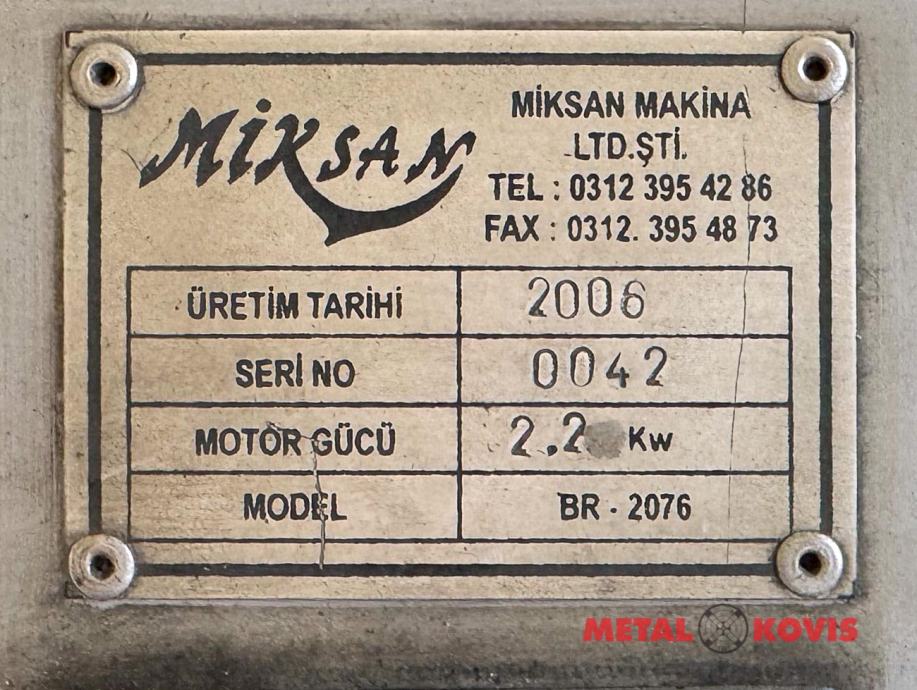 MİKSAN
MİKSAN MAKİNA
LTD.ŞTİ.
TEL : 0312 395 42 86
FAX : 0312. 395 48 73
ÜRETİM TARİHİ 2006
SERİ NO 0042
MOTOR GÜCÜ 2.2 Kw
MODEL BR - 2076
METAL KOVIS